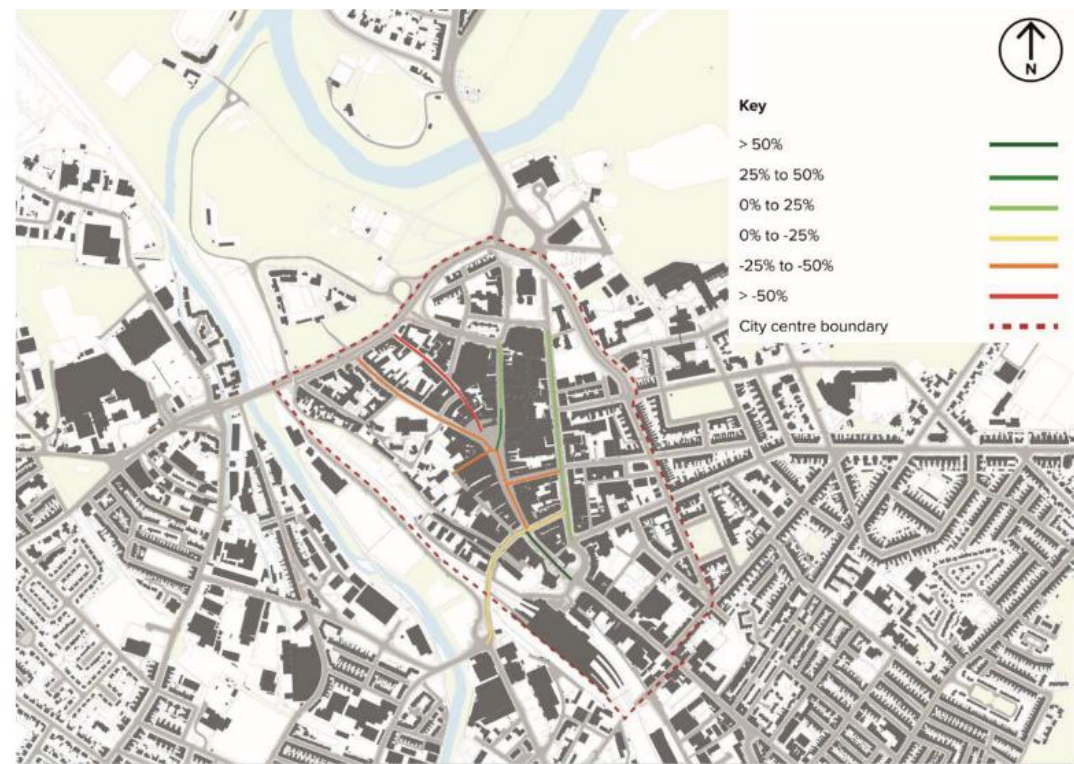 N
Key
> 50%
25% to 50%
0% to 25%
0% to -25%
-25% to -50%
> -50%
City centre boundary